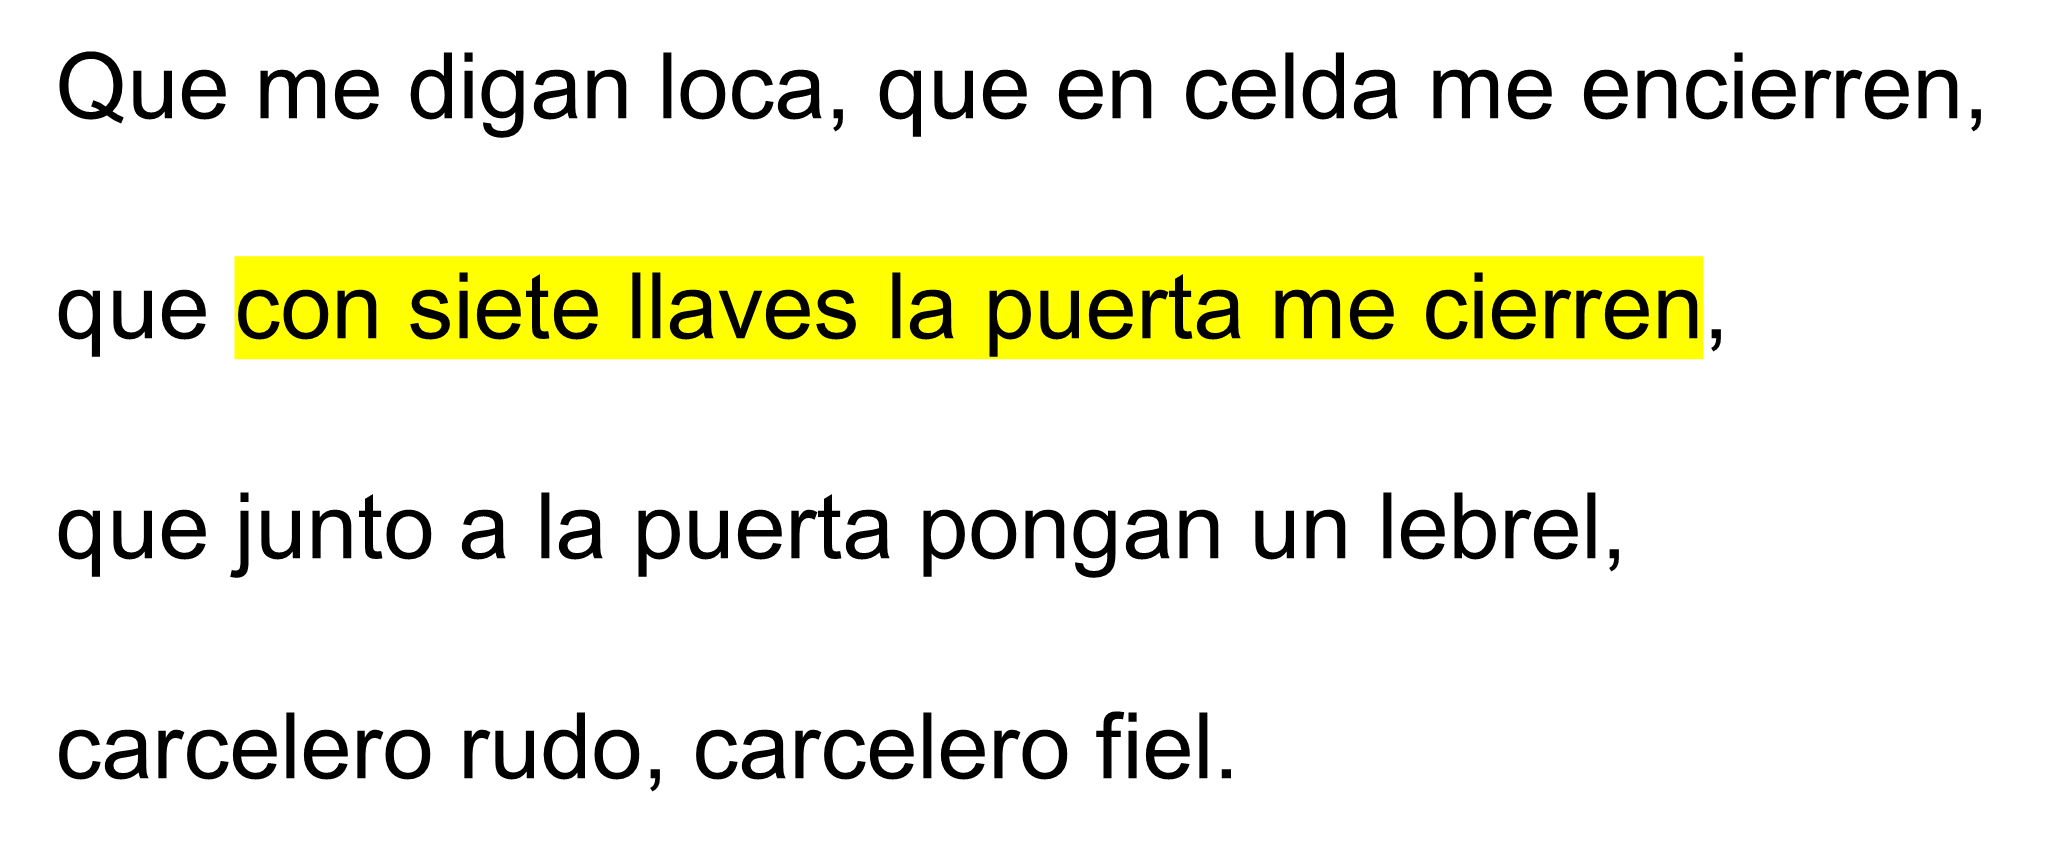 Que me digan loca, que en celda me encierren,
que con siete llaves la puerta me cierren,
que junto a la puerta pongan un lebrel,
carcelero rudo, carcelero fiel.